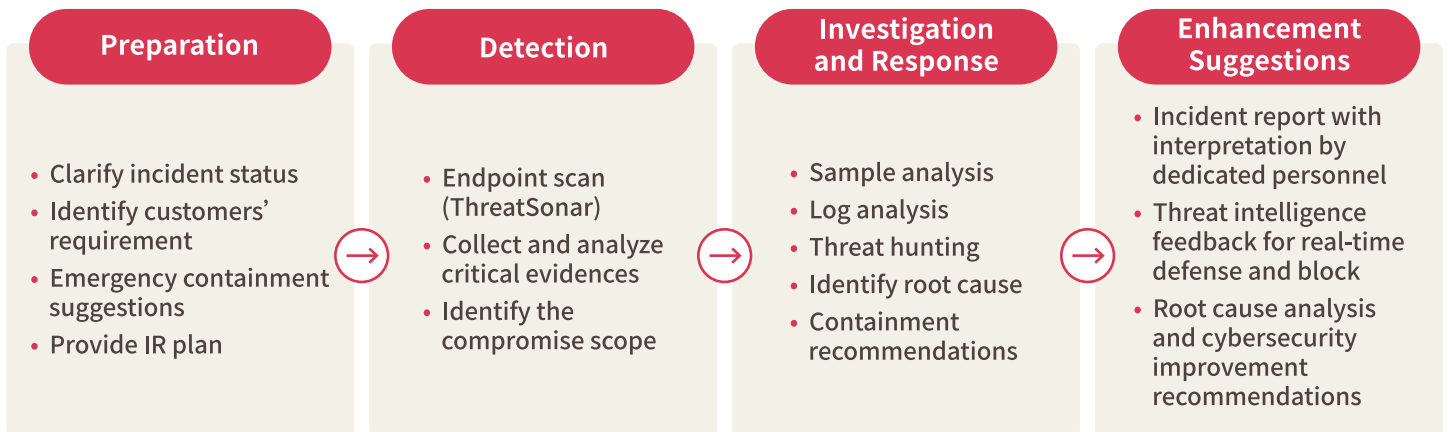 Preparation
• Clarify incident status
• Identify customers’
requirement
• Emergency containment
suggestions
• Provide IR plan
Detection
• Endpoint scan
(ThreatSonar)
• Collect and analyze
critical evidences
• Identify the
compromise scope
Investigation
and Response
• Sample analysis
• Log analysis
• Threat hunting
• Identify root cause
• Containment
recommendations
Enhancement
Suggestions
• Incident report with
interpretation by
dedicated personnel
• Threat intelligence
feedback for real-time
defense and block
• Root cause analysis
and cybersecurity
improvement
recommendations